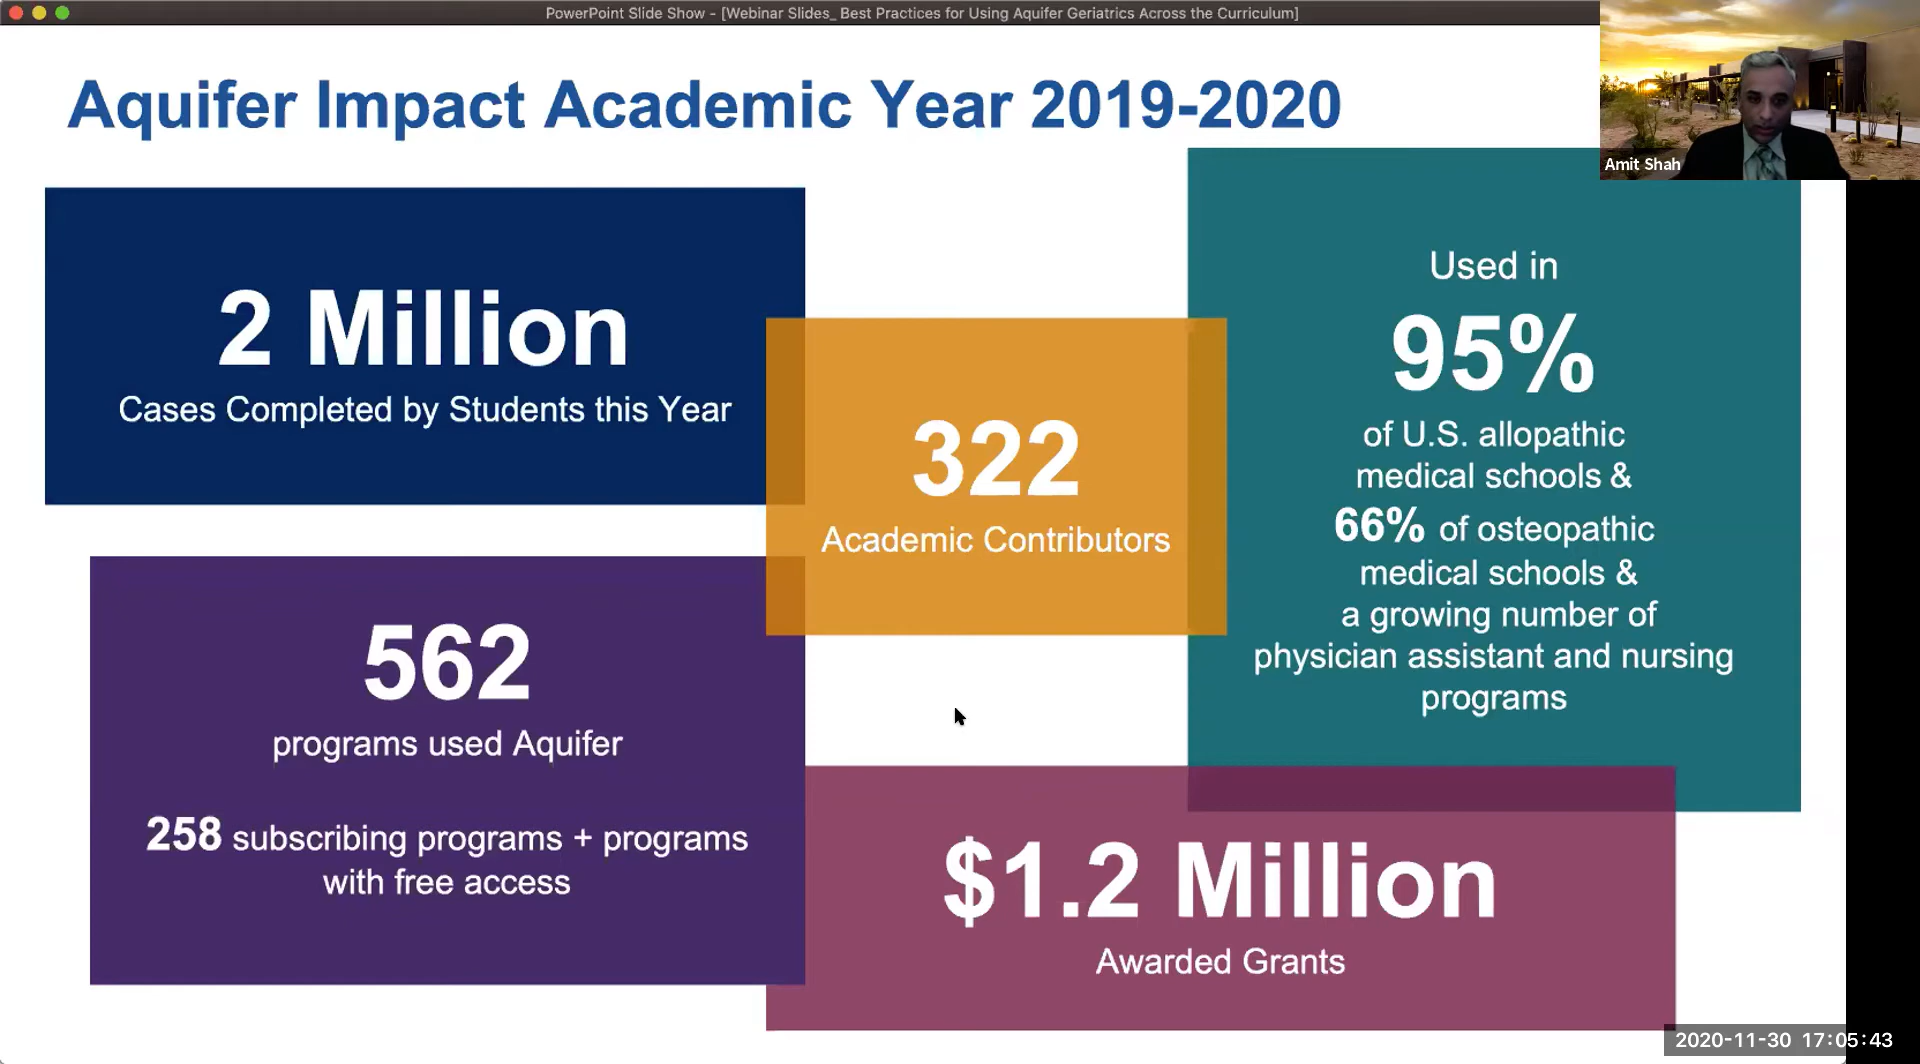 PowerPoint Slide Show - [Webinar Slides_ Best Practices for Using Aquifer Geriatrics Across the Curriculum]
Aquifer Impact Academic Year 2019-2020
Amit Shah
2 Million
Cases Completed by Students this Year
322
Academic Contributors
Used in
95%
of U.S. allopathic
medical schools &
66% of osteopathic
medical schools &
a growing number of
physician assistant and nursing
programs
562
programs used Aquifer
258 subscribing programs + programs
with free access
$1.2 Million
Awarded Grants
2020-11-30 17:05:43